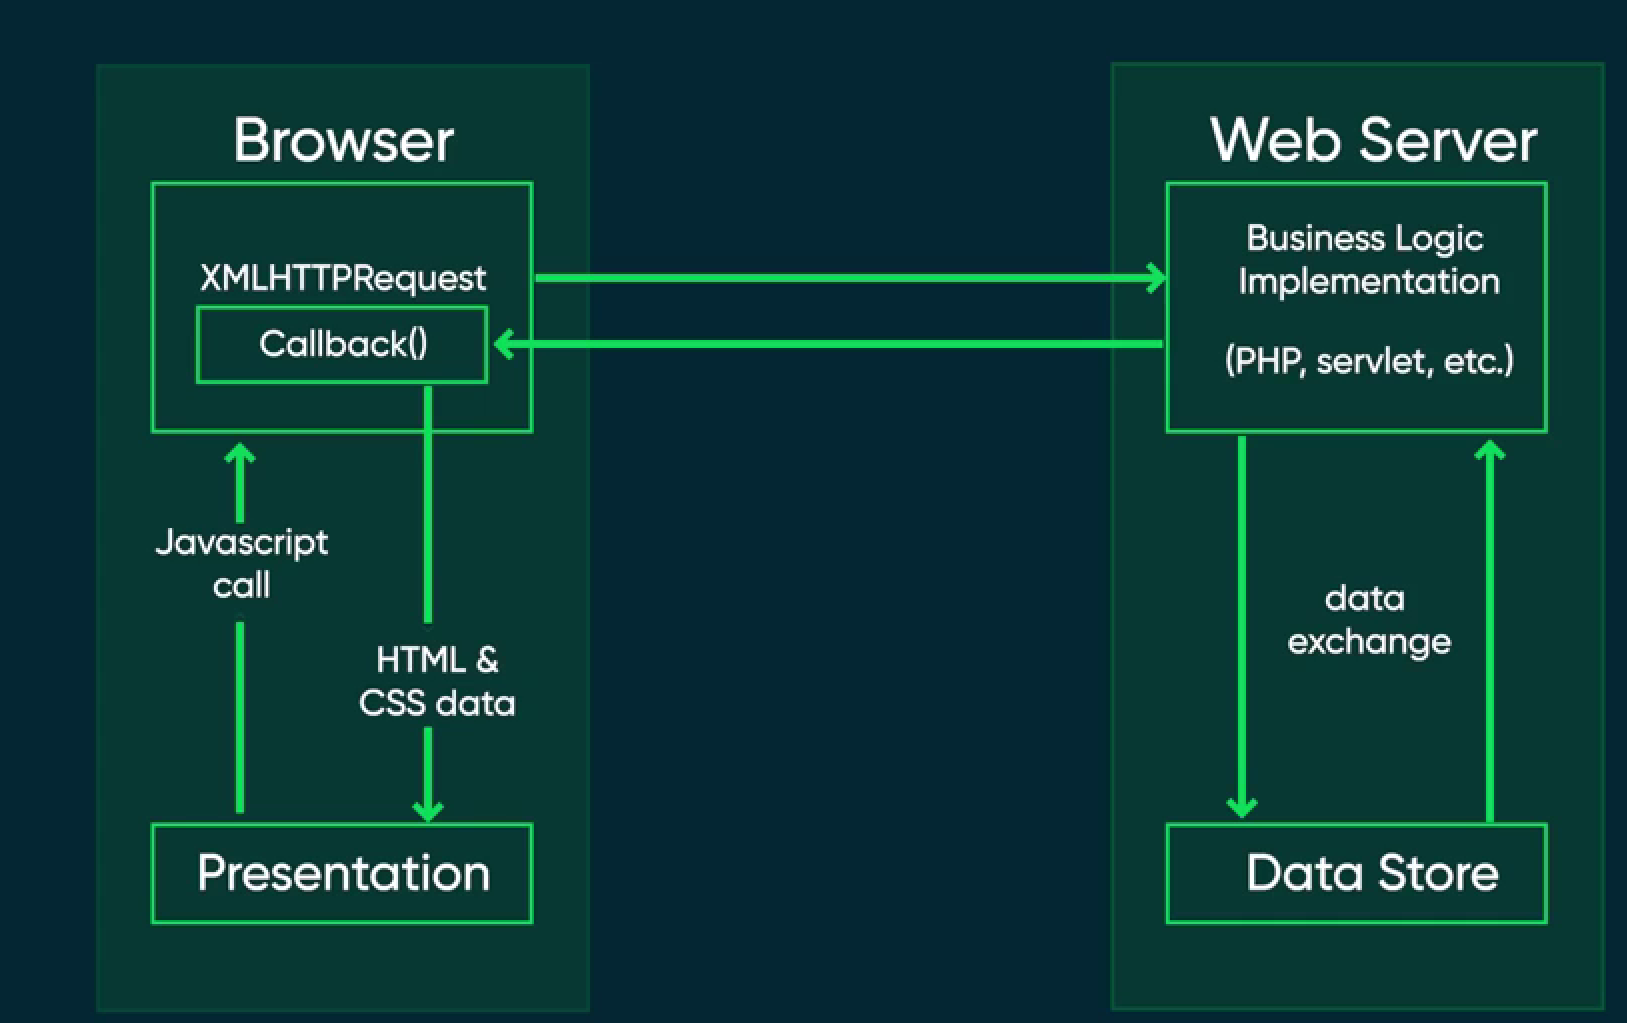 Browser
XMLHTTPRequest
Callback()
Javascript
call
HTML &
CSS data
Presentation
Web Server
Business Logic
Implementation
(PHP, servlet, etc.)
data
exchange
Data Store